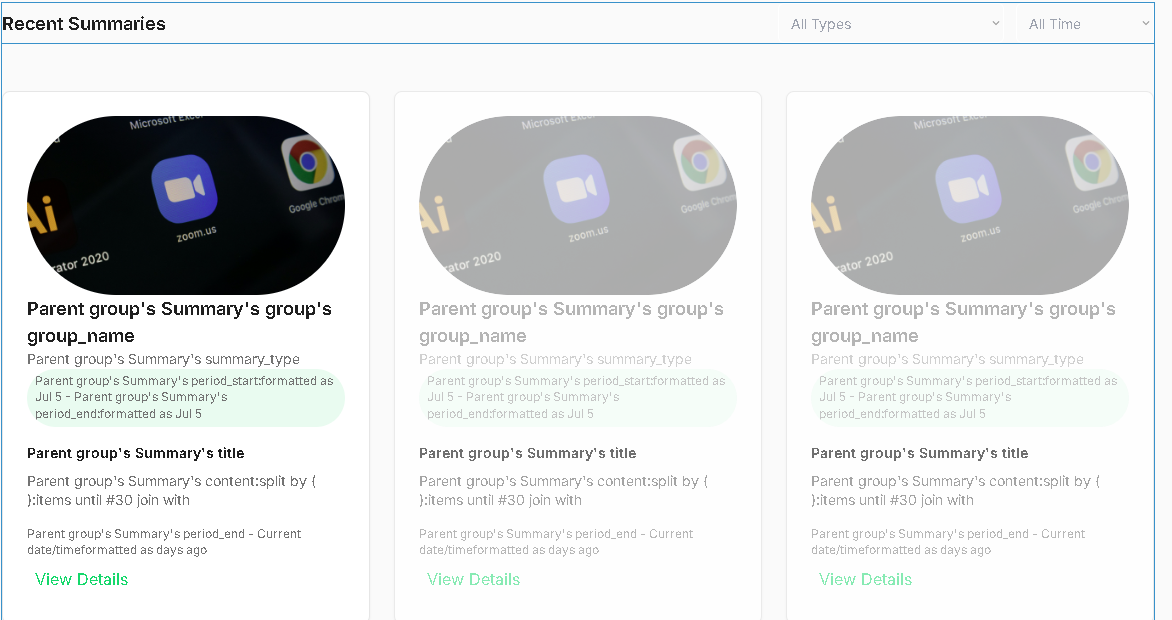 Recent Summaries
All Types
All Time
Microsoft Exce
Ai
zoom.us
Google Chrom
rator 2020
Parent group's Summary's group's
group_name
Parent group's Summary's summary_type
Parent group's Summary's period_start:formatted as
Jul 5 - Parent group's Summary's
period_end:formatted as Jul 5
Parent group's Summary's title
Parent group's Summary's content:split by (
):items until #30 join with
Parent group's Summary's period_end - Current
date/timeformatted as days ago
View Details
Microsoft Exce
Ai
zoom.us
Google Chrom
rator 2020
Parent group's Summary's group's
group_name
Parent group's Summary's summary_type
Parent group's Summary's period_start:formatted as
Jul 5 - Parent group's Summary's
period_end:formatted as Jul 5
Parent group's Summary's title
Parent group's Summary's content:split by (
):items until #30 join with
Parent group's Summary's period_end - Current
date/timeformatted as days ago
View Details
Microsoft Exce
Ai
zoom.us
Google Chrom
rator 2020
Parent group's Summary's group's
group_name
Parent group's Summary's summary_type
Parent group's Summary's period_start:formatted as
Jul 5 - Parent group's Summary's
period_end:formatted as Jul 5
Parent group's Summary's title
Parent group's Summary's content:split by (
):items until #30 join with
Parent group's Summary's period_end - Current
date/timeformatted as days ago
View Details